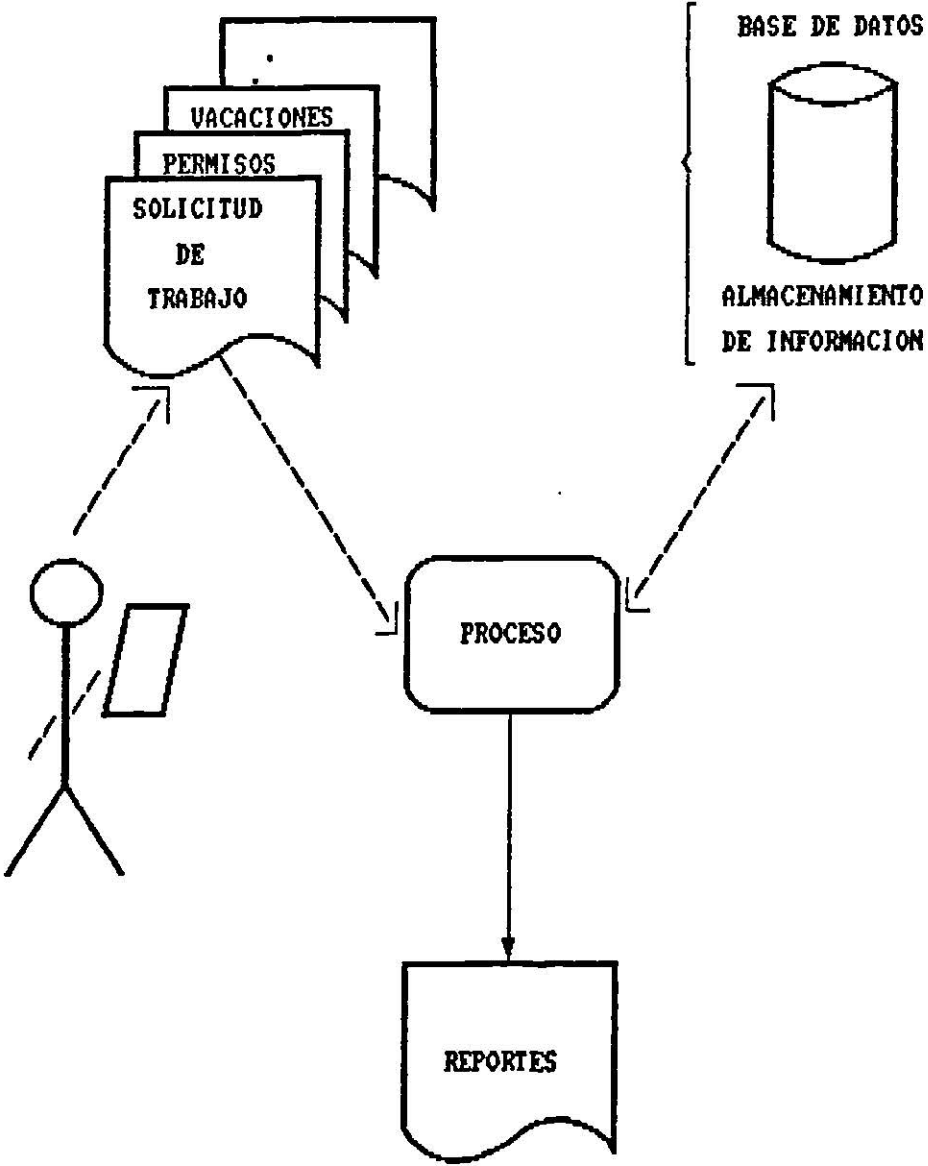 VACACIONES
PERMISOS
SOLICITUD
DE
TRABAJO
BASE DE DATOS
ALMACENAMIENTO
DE INFORMACION
PROCESO
REPORTES